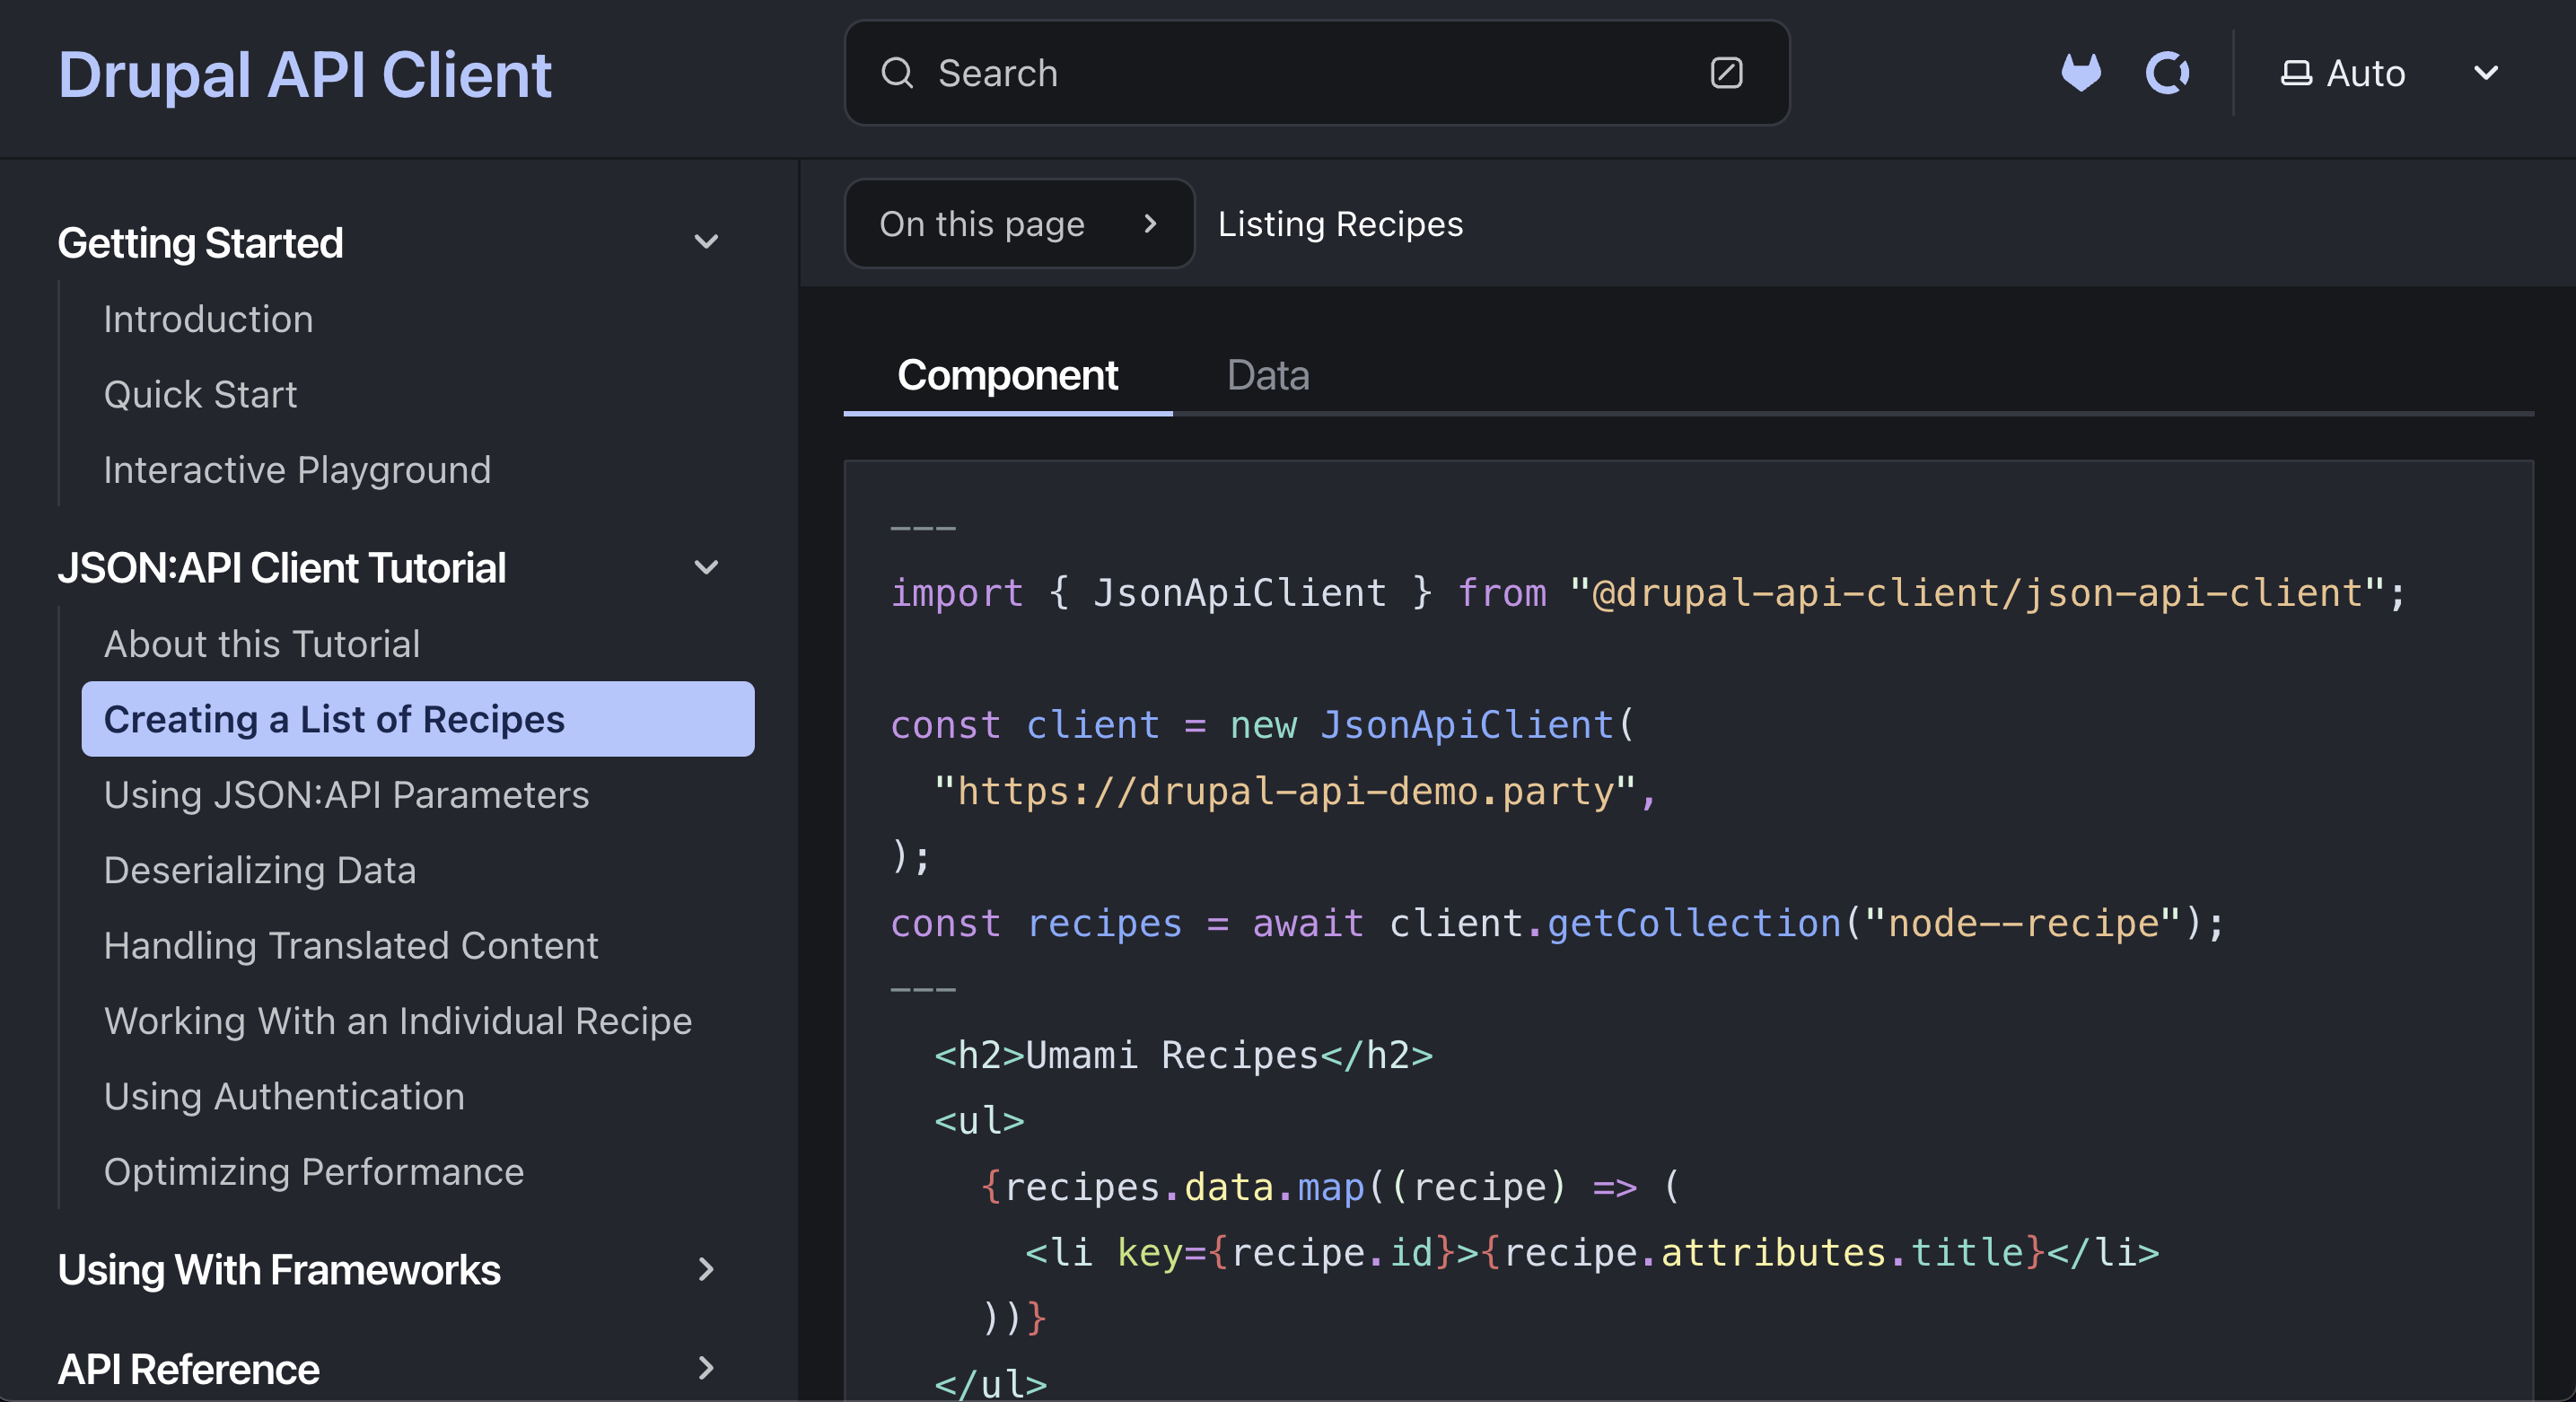 Drupal API Client
Search
Auto
Getting Started
Introduction
Quick Start
Interactive Playground
JSON:API Client Tutorial
About this Tutorial
Creating a List of Recipes
Using JSON:API Parameters
Deserializing Data
Handling Translated Content
Working With an Individual Recipe
Using Authentication
Optimizing Performance
Using With Frameworks
API Reference
On this page
Listing Recipes
Component
Data
---
import { JsonApiClient } from "@drupal-api-client/json-api-client";
const client = new JsonApiClient(
"https://drupal-api-demo.party",
);
const recipes = await client.getCollection("node--recipe");
---
<h2>Umami Recipes</h2>
<ul>
{recipes.data.map((recipe) => (
<li key={recipe.id}>{recipe.attributes.title}</li>
))}
</ul>